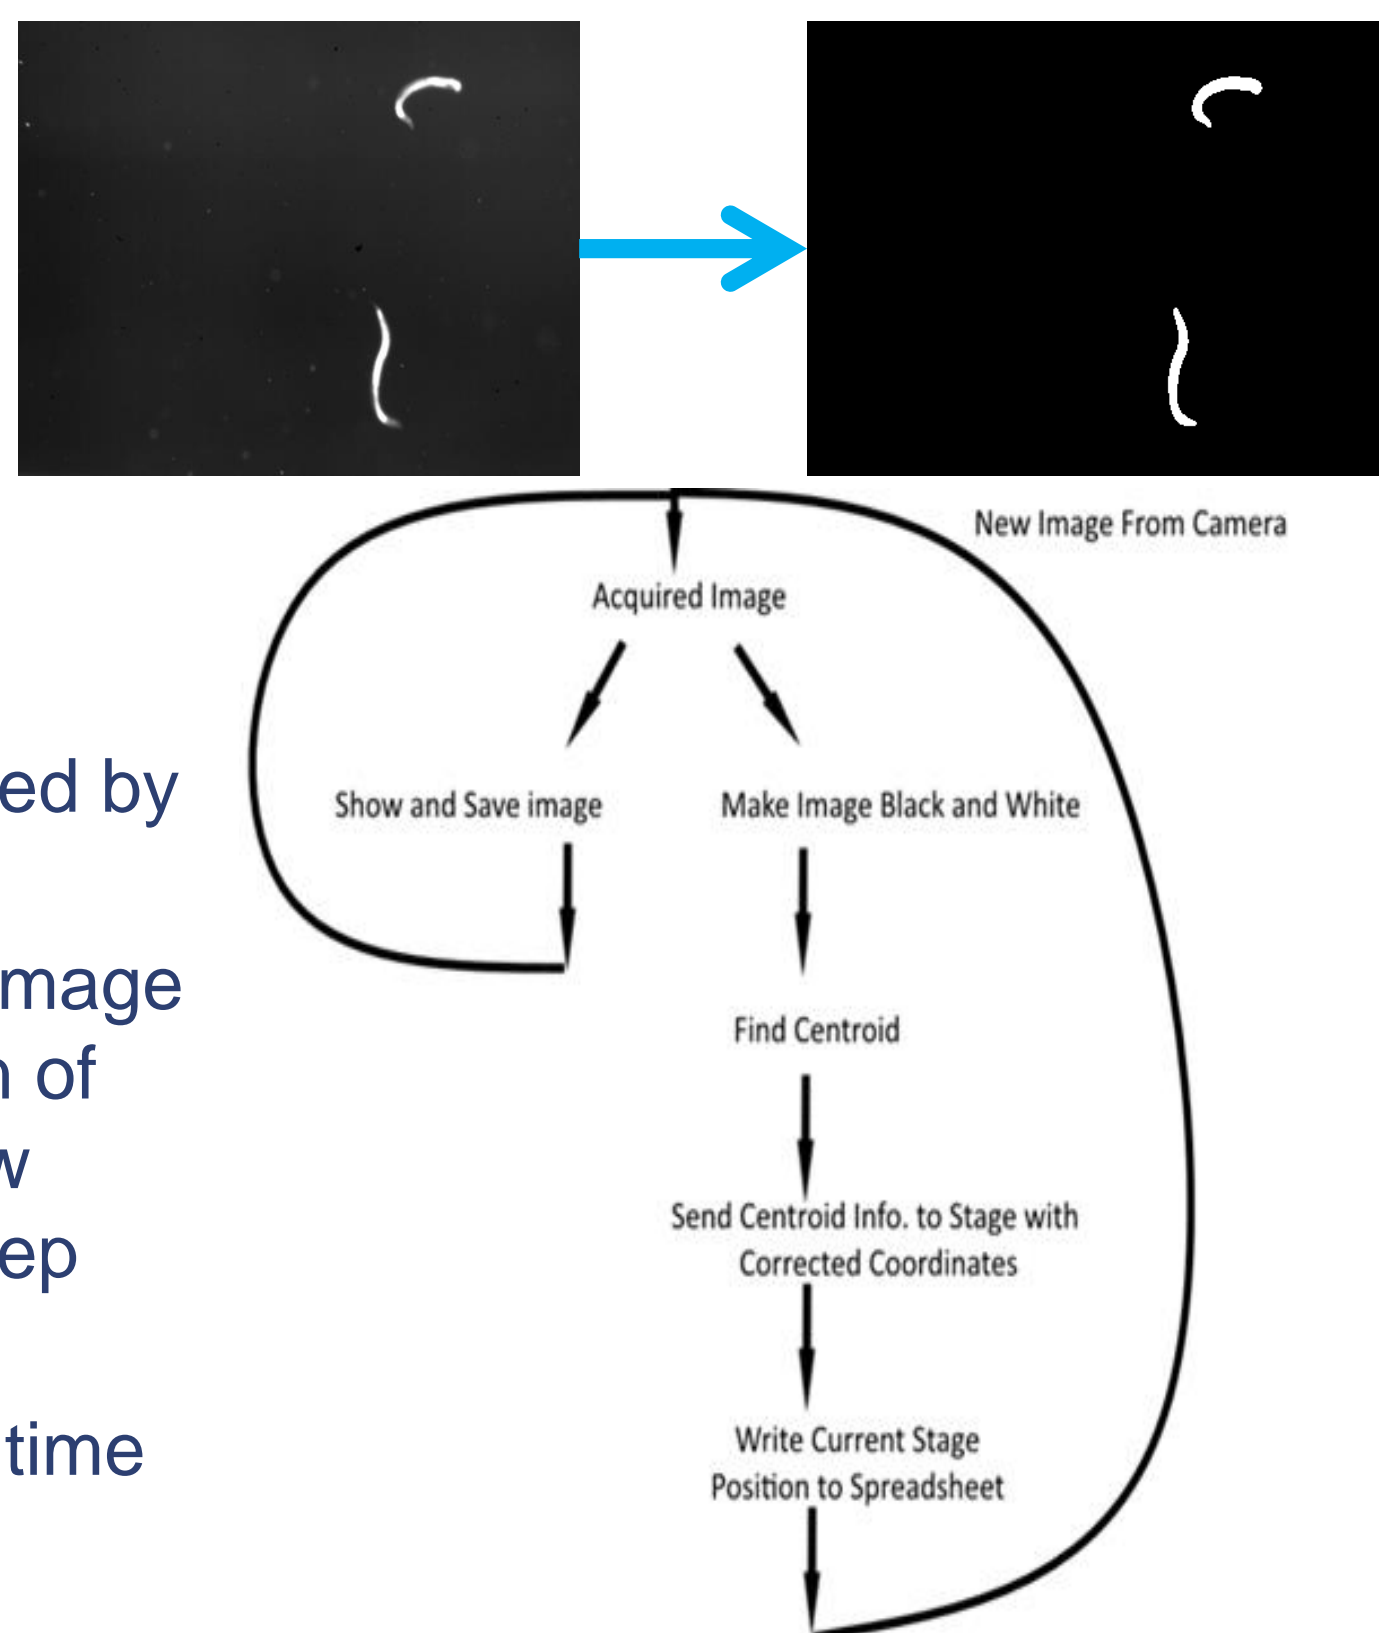 New Image From Camera
Acquired Image
Show and Save image
Make Image Black and White
Find Centroid
Send Centroid Info. to Stage with
Corrected Coordinates
Write Current Stage
Position to Spreadsheet
ed by
mage
n of
w
ep
time